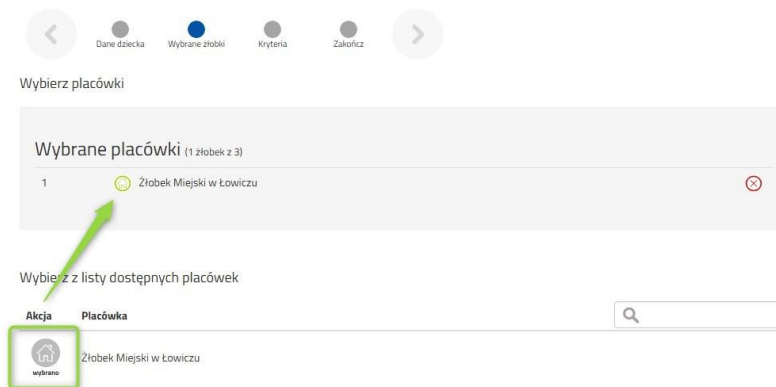 Dane dziecka Wybrane złobki Kryteria Zakończ
Wybierz placówki
Wybrane placówki (1 żłobek z 3)
1 Żłobek Miejski w Łowiczu
Wybierz z listy dostępnych placówek
Akcja Placówka
Żłobek Miejski w Łowiczu
wybrano